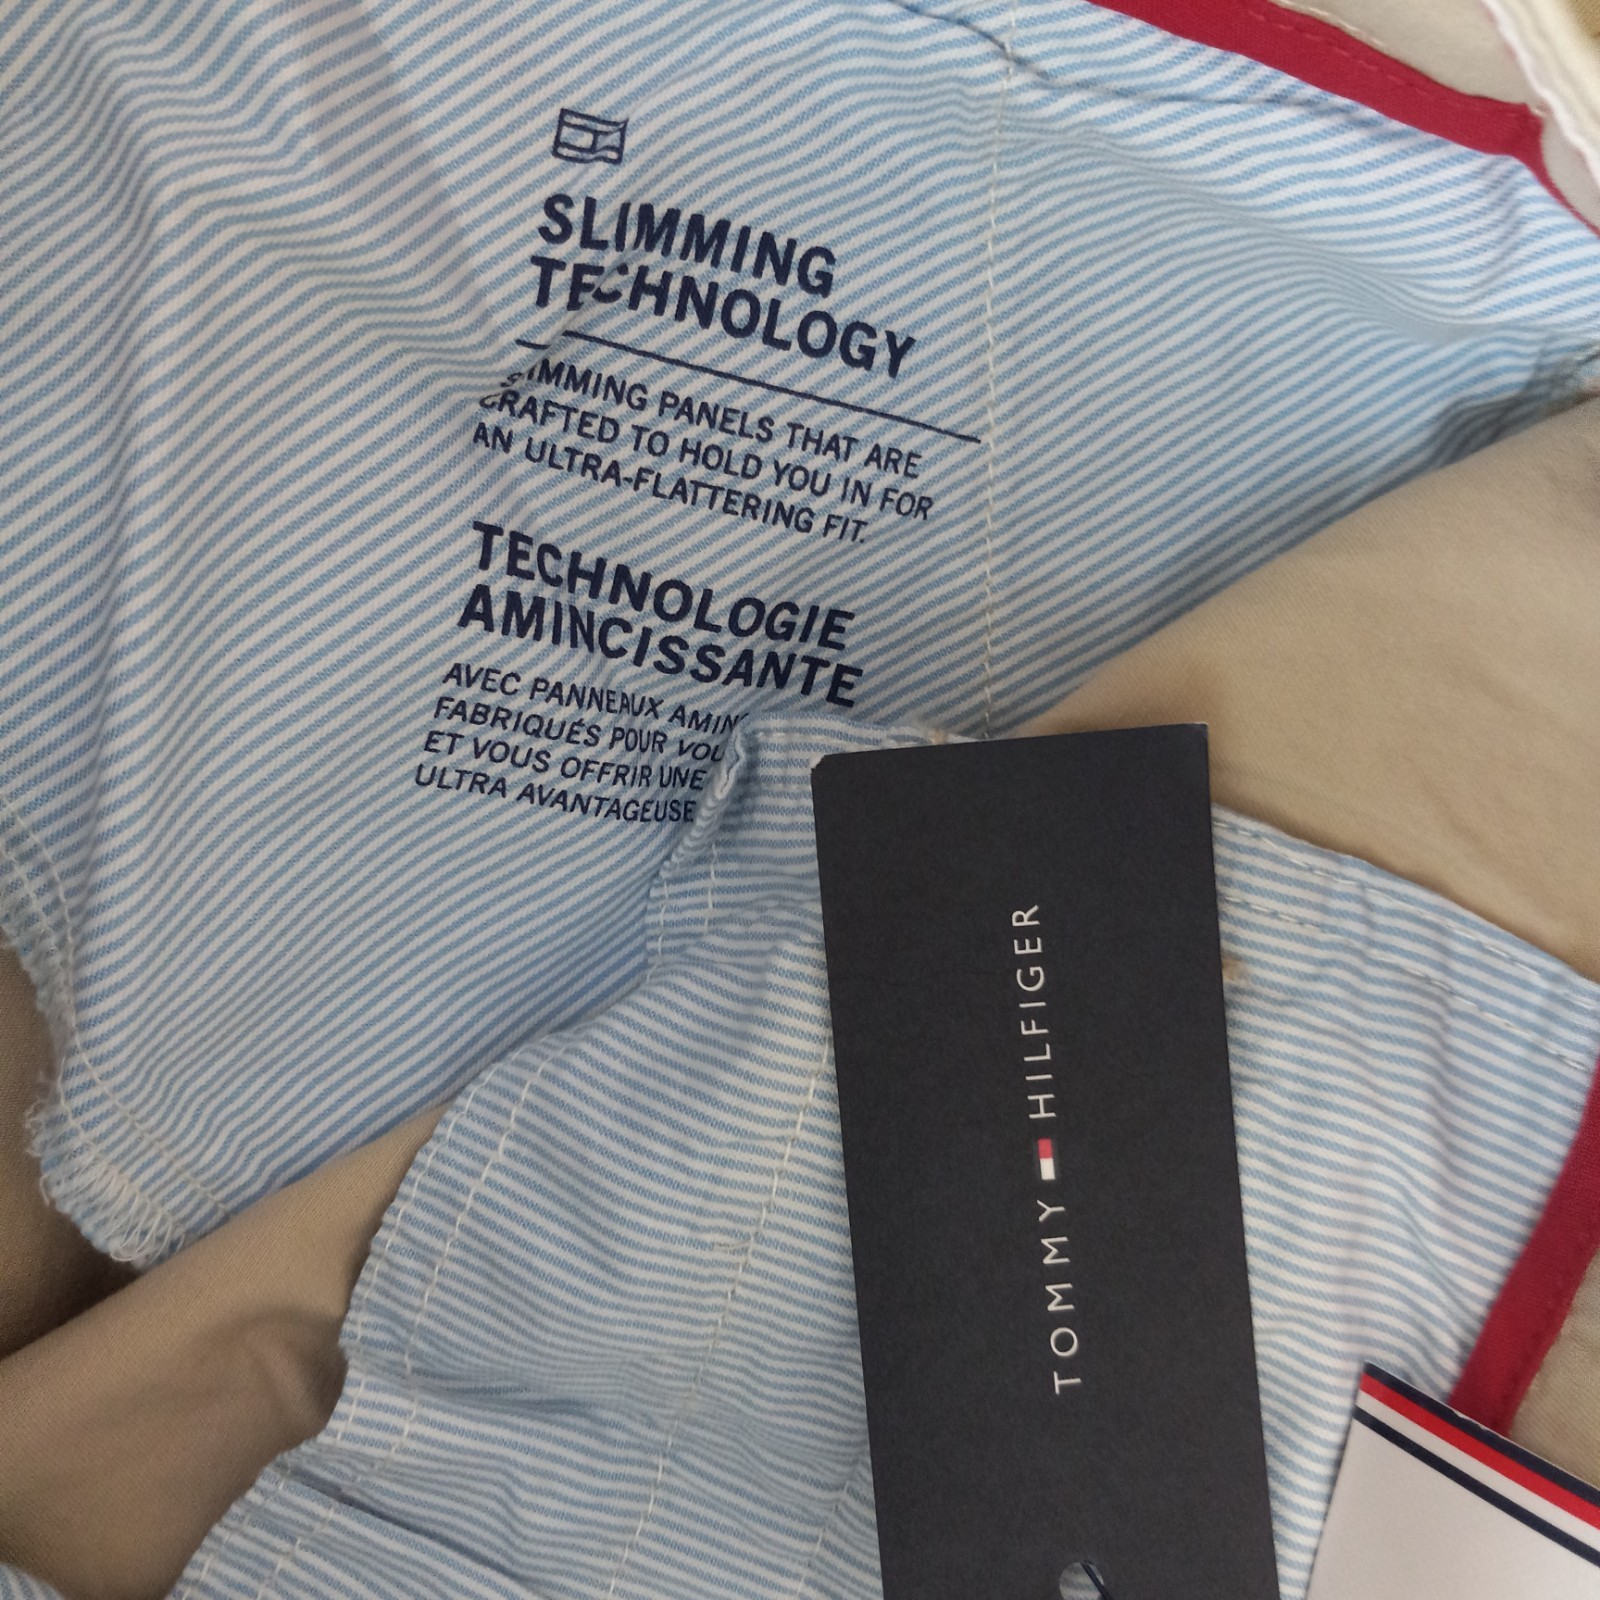 SLIMMING
TECHNOLOGY
SLIMMING PANELS THAT ARE
CRAFTED TO HOLD YOU IN FOR
AN ULTRA-FLATTERING FIT.
TECHNOLOGIE
AMINCISSANTE
AVEC PANNEAUX
FABRIQUÉS POUR
ET VOUS OFFRIR UNE
ULTRA AVANTAGEUSE
TOMMY HILFIGER